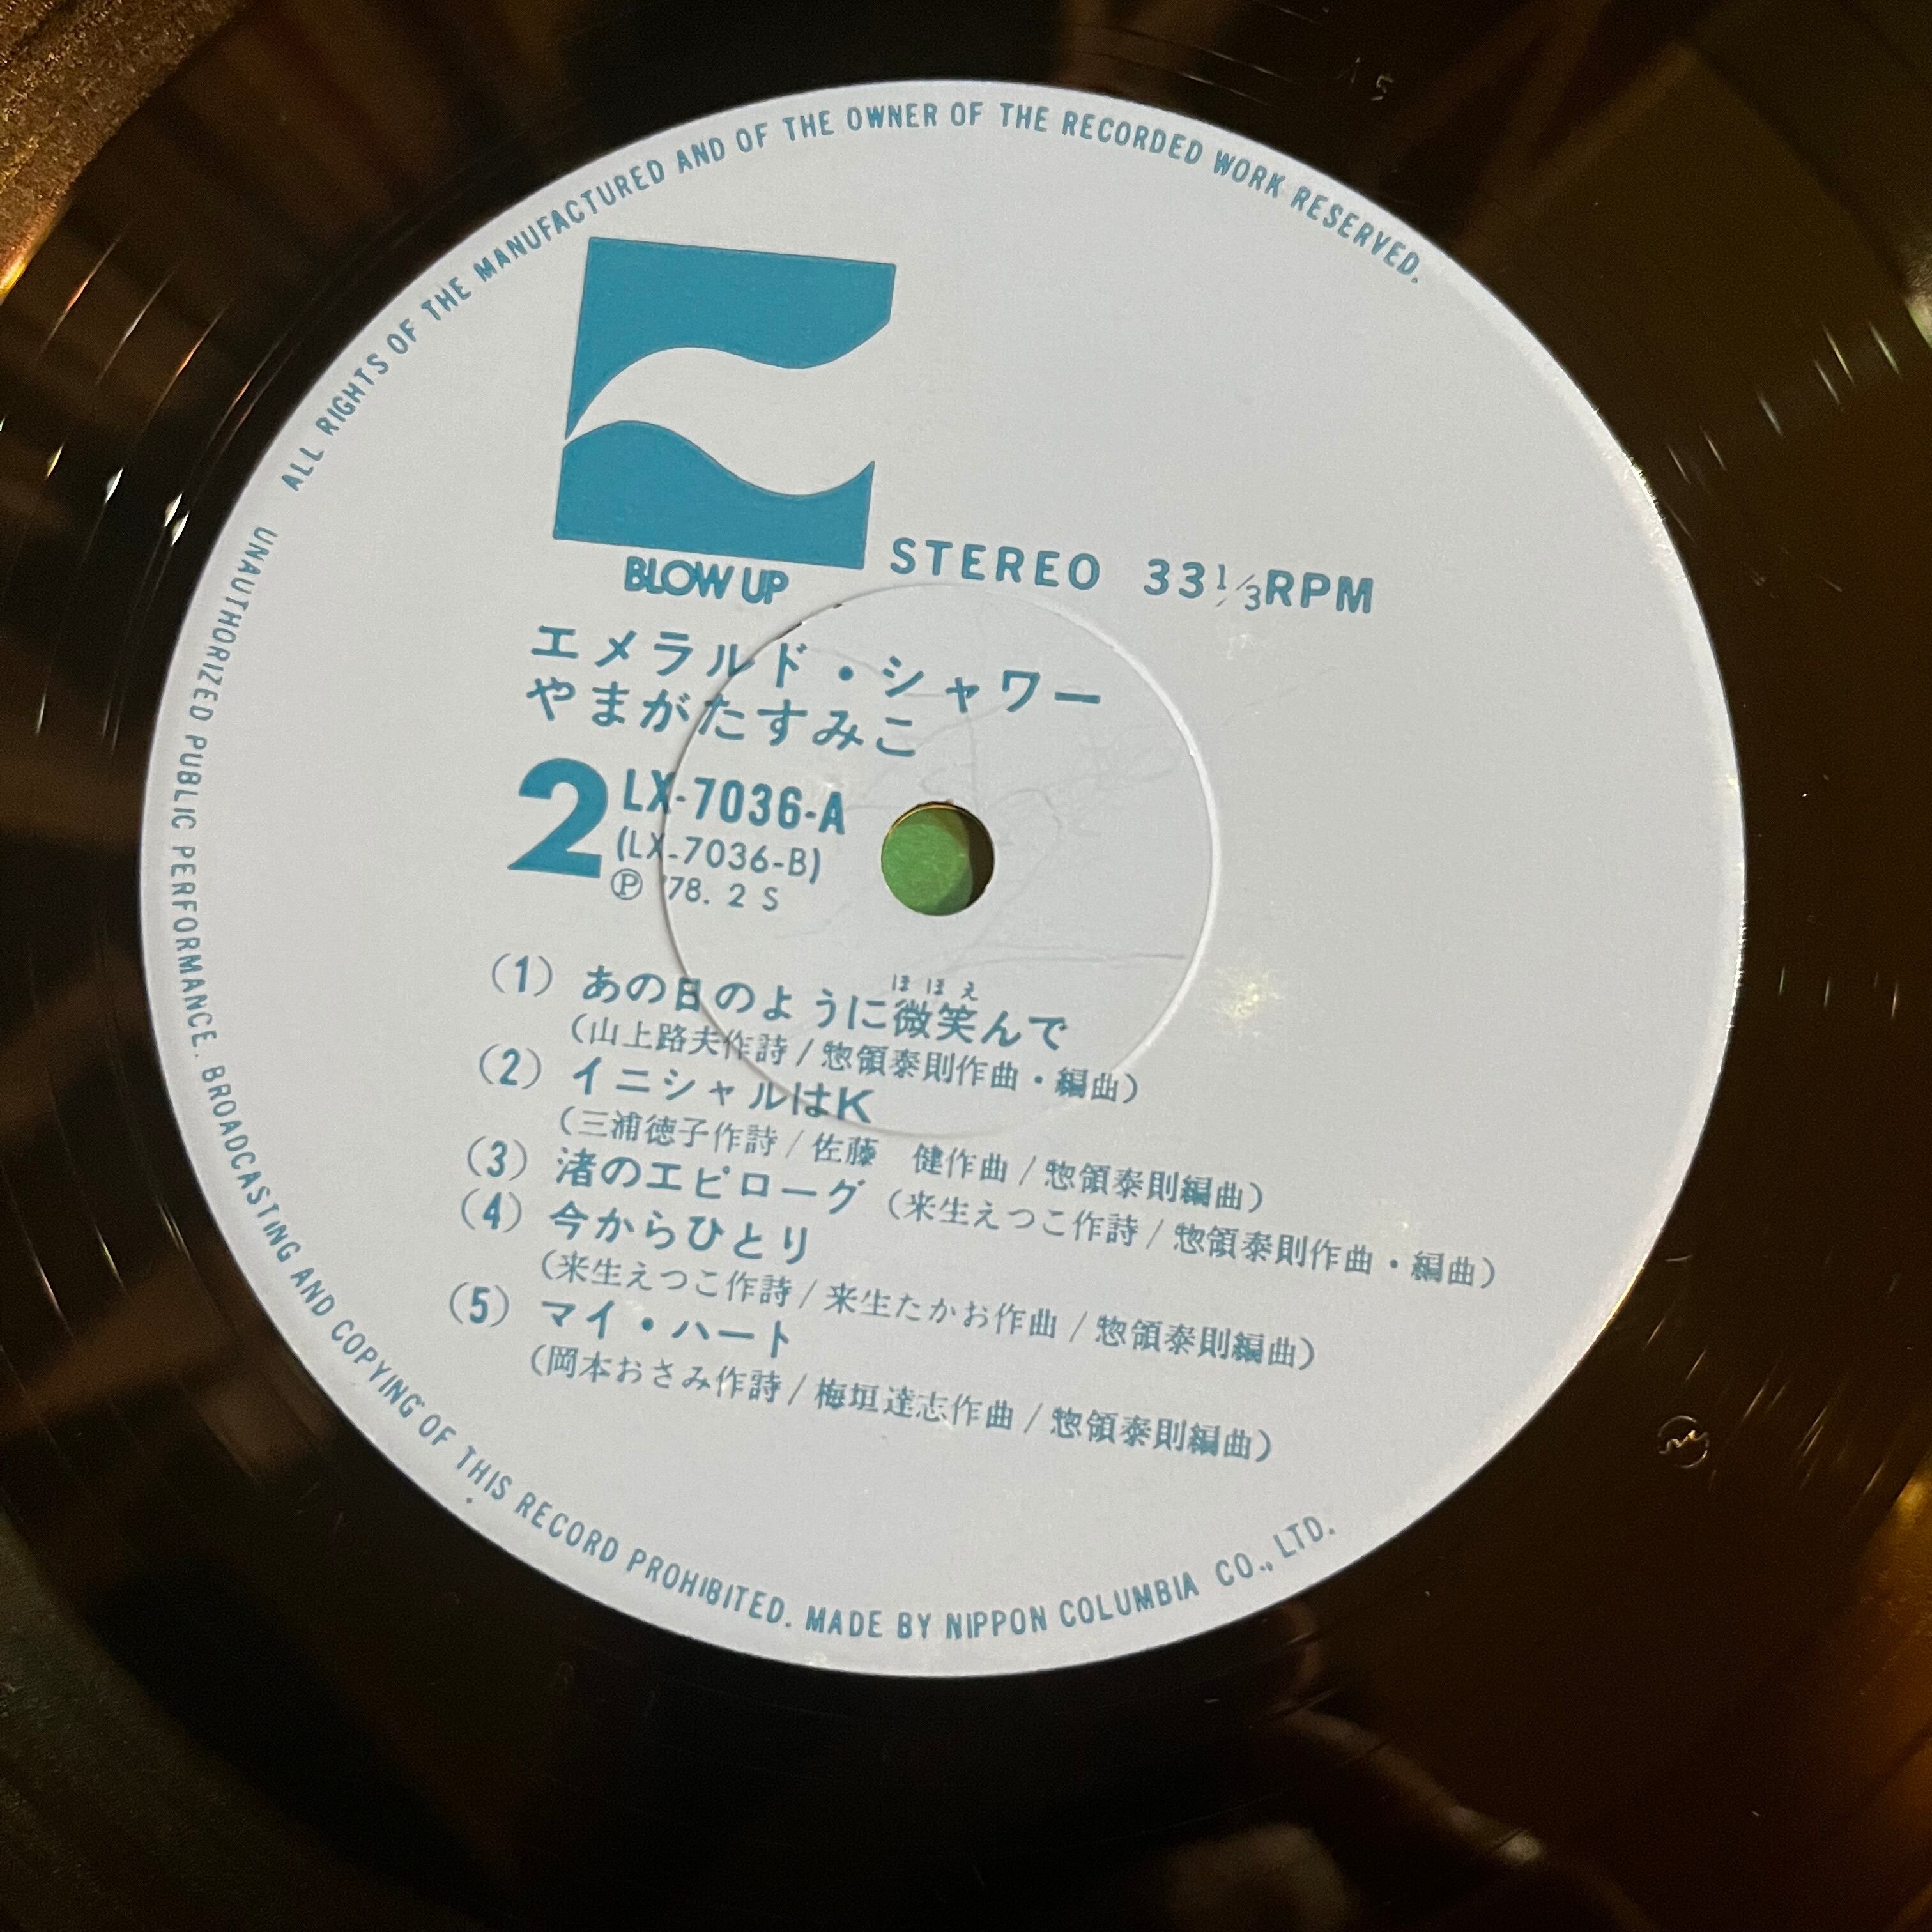 ALL RIGHTS OF THE MANUFACTURED AND OF THE OWNER OF THE RECORDED WORK RESERVED.
BLOW UP
STEREO 33⅓RPM
エメラルド・シャワー
やまがたすみこ
2
LX-7036-A
(LX-7036-B)
Ⓟ '78. 2 S
(1) あの日のように微笑んで
ほほえ
(山上路夫作詩/惣領泰則作曲・編曲)
(2) イニシャルはK
(三浦徳子作詩/佐藤 健作曲/惣領泰則編曲)
(3) 渚のエピローグ (来生えつこ作詩/惣領泰則作曲・編曲)
(4) 今からひとり
(来生えつこ作詩/来生たかお作曲/惣領泰則編曲)
(5) マイ・ハート
(岡本おさみ作詩/梅垣達志作曲/惣領泰則編曲)
UNAUTHORIZED PUBLIC PERFORMANCE. BROADCASTING AND COPYING OF THIS RECORD PROHIBITED. MADE BY NIPPON COLUMBIA CO., LTD.